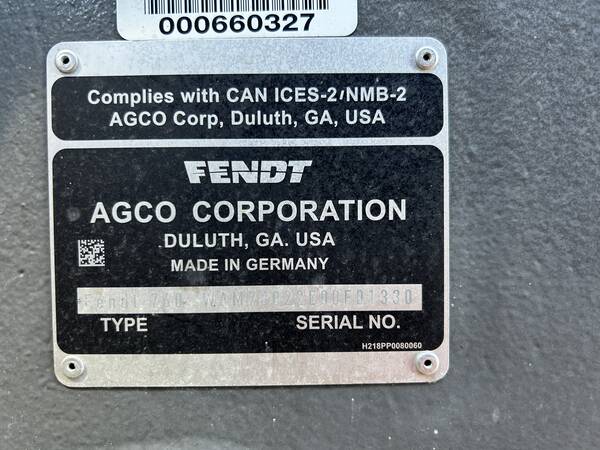 000660327
Complies with CAN ICES-2/NMB-2
AGCO Corp, Duluth, GA, USA
FENDT
AGCO CORPORATION
DULUTH, GA. USA
MADE IN GERMANY
TYPE SERIAL NO.
H218PP0080060